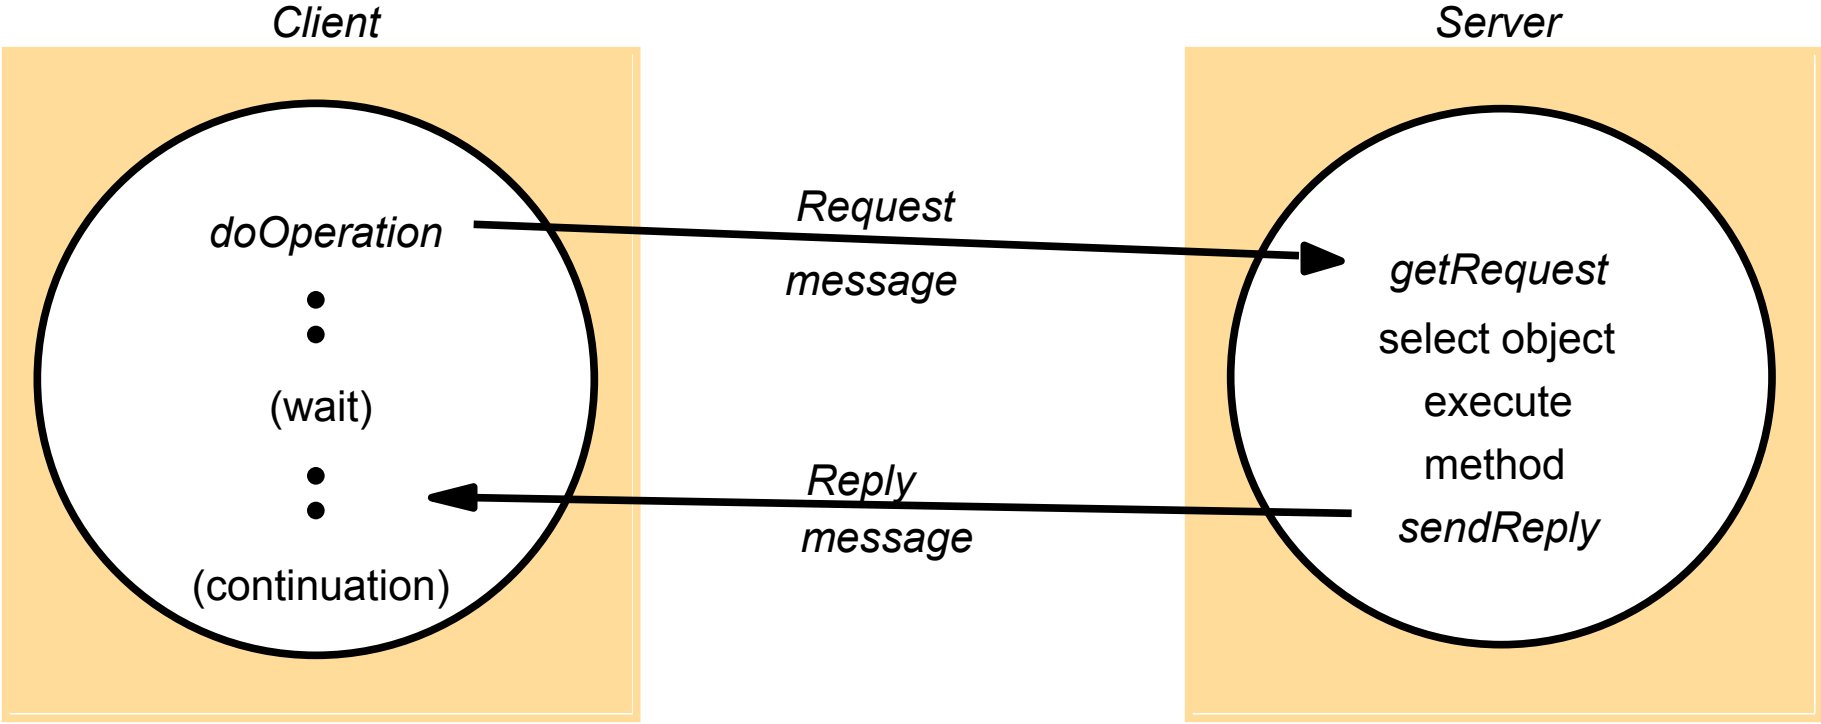 Client
Server
doOperation
(wait)
(continuation)
Request
message
Reply
message
getRequest
select object
execute
method
sendReply